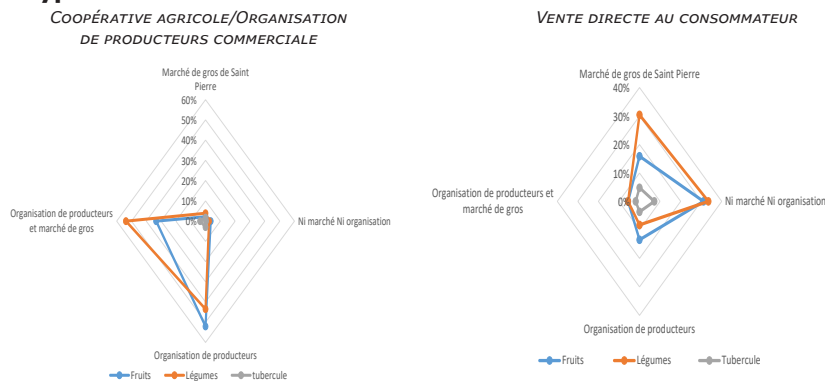 COOPÉRATIVE AGRICOLE/ORGANISATION
DE PRODUCTEURS COMMERCIALE
Marché de gros de Saint
Pierre
60%
50%
40%
30%
20%
10%
0%
Organisation de producteurs
et marché de gros
Ni marché Ni organisation
Organisation de producteurs
Fruits
Légumes
tubercule
VENTE DIRECTE AU CONSOMMATEUR
Marché de gros de Saint Pierre
40%
30%
20%
10%
0%
Organisation de producteurs et
marché de gros
Ni marché Ni organisation
Organisation de producteurs
Fruits
Légumes
Tubercule